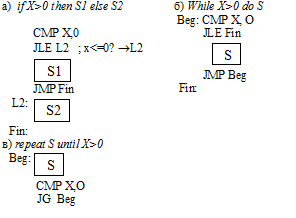 а) if X>0 then S1 else S2
CMP X,0
JLE L2 ; x<=0? →L2
S1
JMP Fin
L2: S2
Fin:
б) While X>0 do S
Beg: CMP X, O
JLE Fin
S
JMP Beg
Fin:
в) repeat S until X>0
Beg: S
CMP X,O
JG Beg